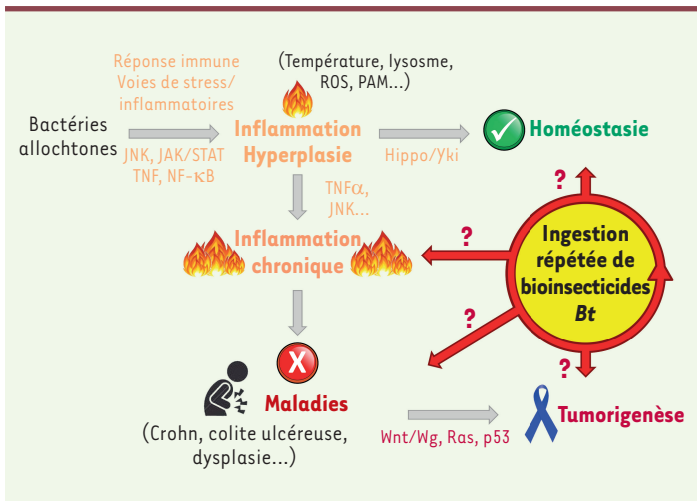 Réponse immune
Voies de stress/
inflammatoires
(Température, lysosme,
ROS, PAM...)
Bactéries
allochtones
JNK, JAK/STAT
TNF, NF-κB
Inflammation
Hyperplasie
Hippo/Yki
Homéostasie
TNFα,
JNK...
Inflammation
chronique
?
?
?
?
Ingestion
répétée de
bioinsecticides
Bt
X
Maladies
(Crohn, colite ulcéreuse,
dysplasie...)
Wnt/Wg, Ras, p53
Tumorigenèse